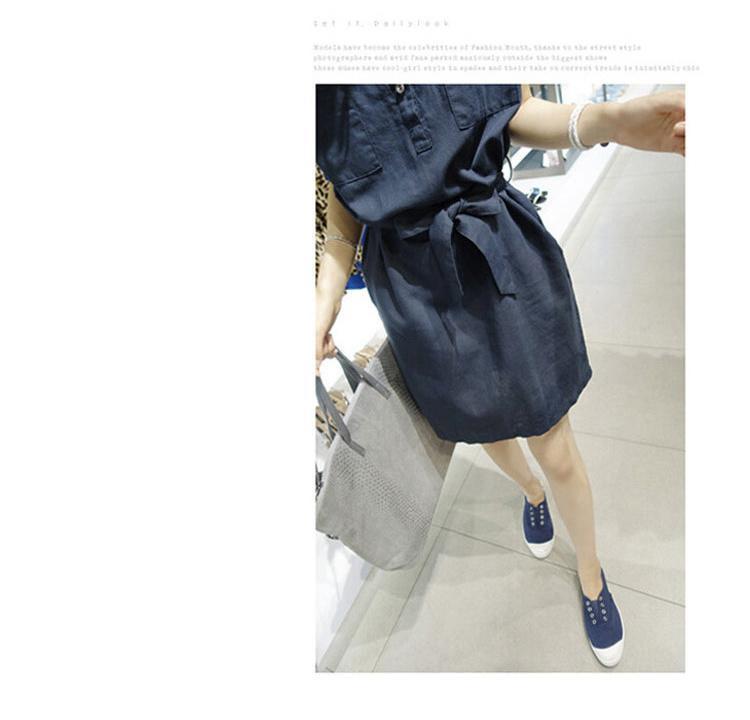 Set it, Dailylook
Models have become the celebrities of Fashion Month, thanks to the street style
photographers and avid fans parked anxiously outside the biggest shows
these muses have cool-girl style in spades and their take on current trends is inimitably chic